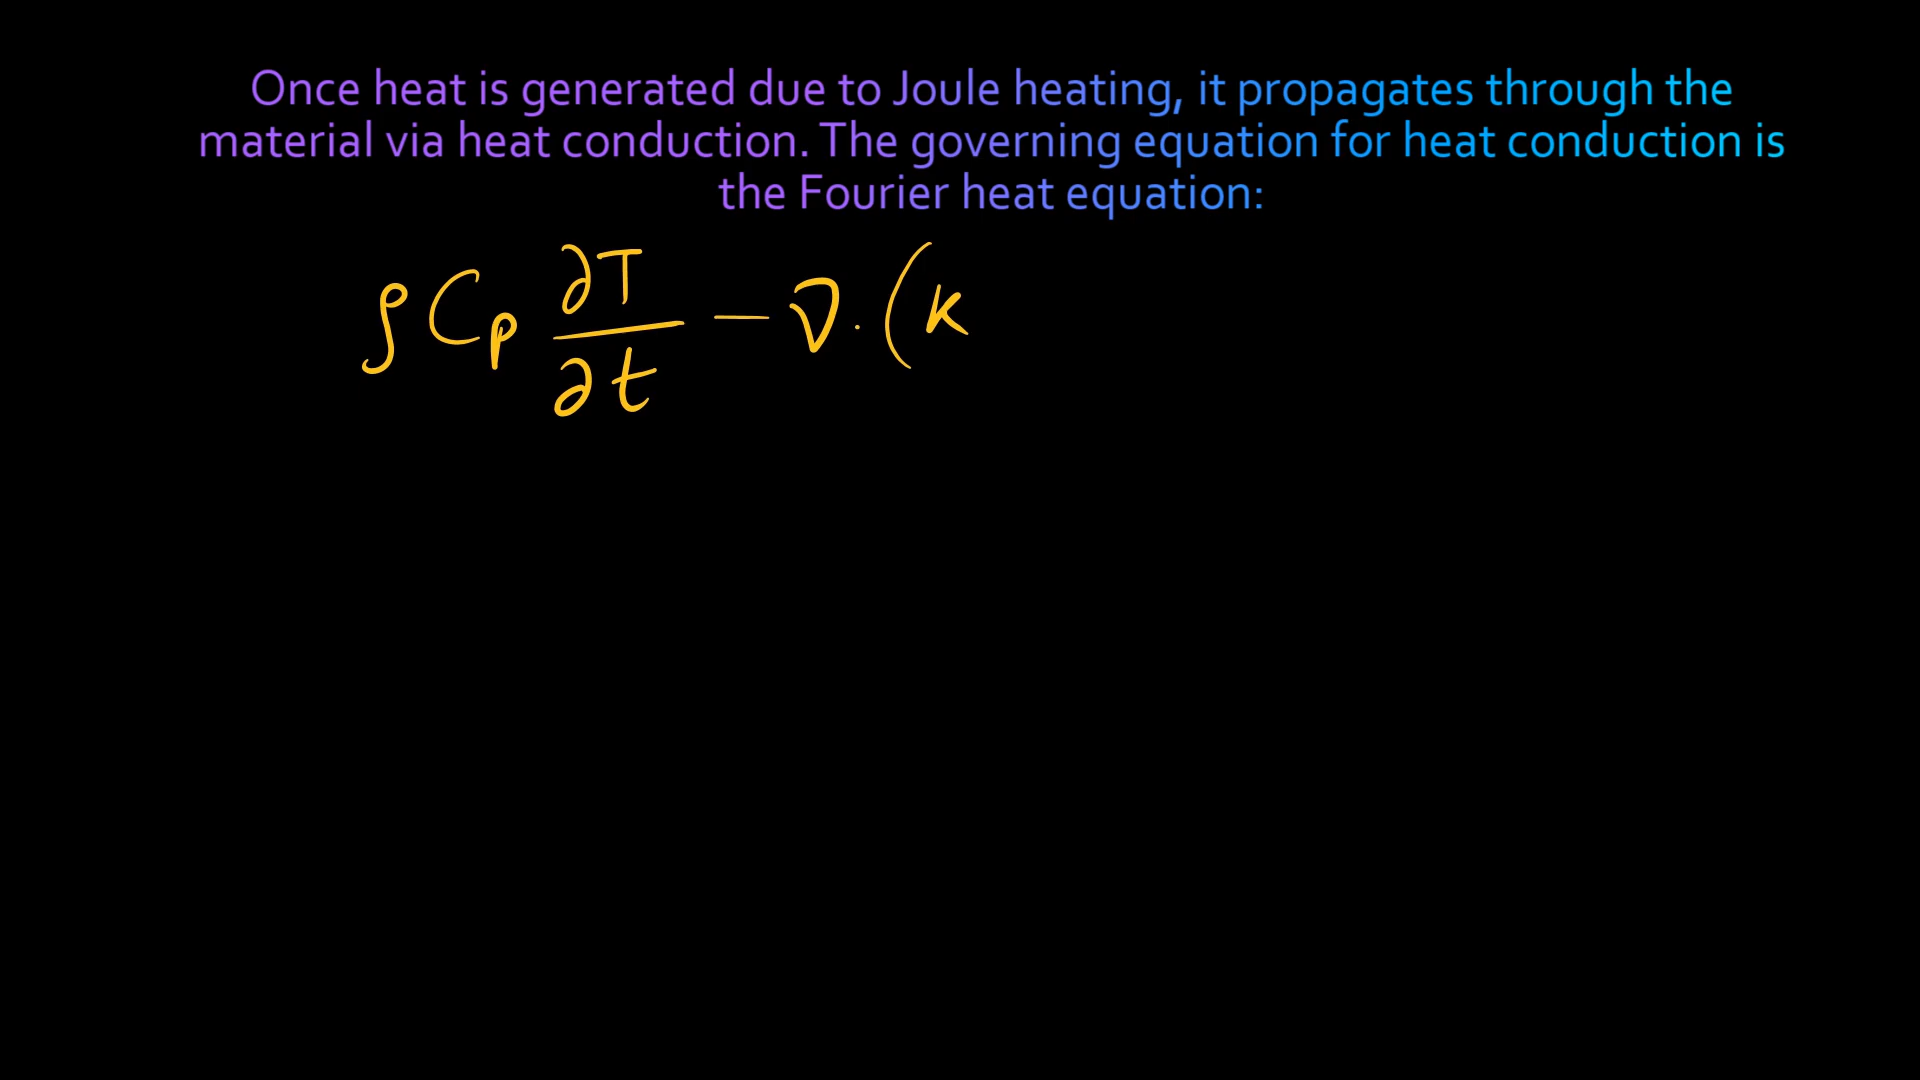 Once heat is generated due to Joule heating, it propagates through the
material via heat conduction. The governing equation for heat conduction is
the Fourier heat equation:
ρ Cp ∂T/∂t − ∇ · (k